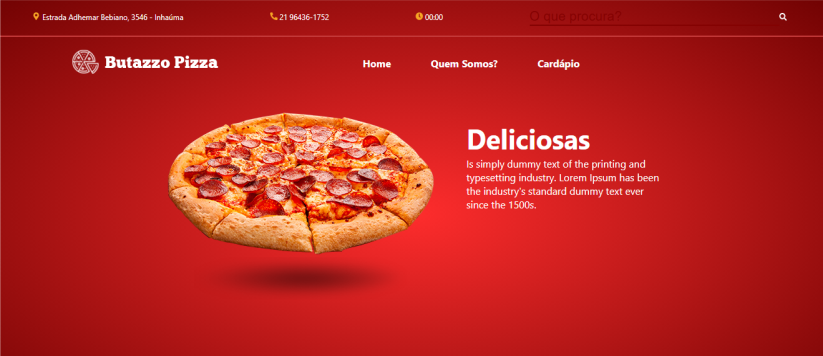 Estrada Adhemar Bebiano, 3546 - Inhaúma
21 96436-1752
00:00
O que procura?
Butazzo Pizza
Home
Quem Somos?
Cardápio
Deliciosas
Is simply dummy text of the printing and
typesetting industry. Lorem Ipsum has been
the industry's standard dummy text ever
since the 1500s.